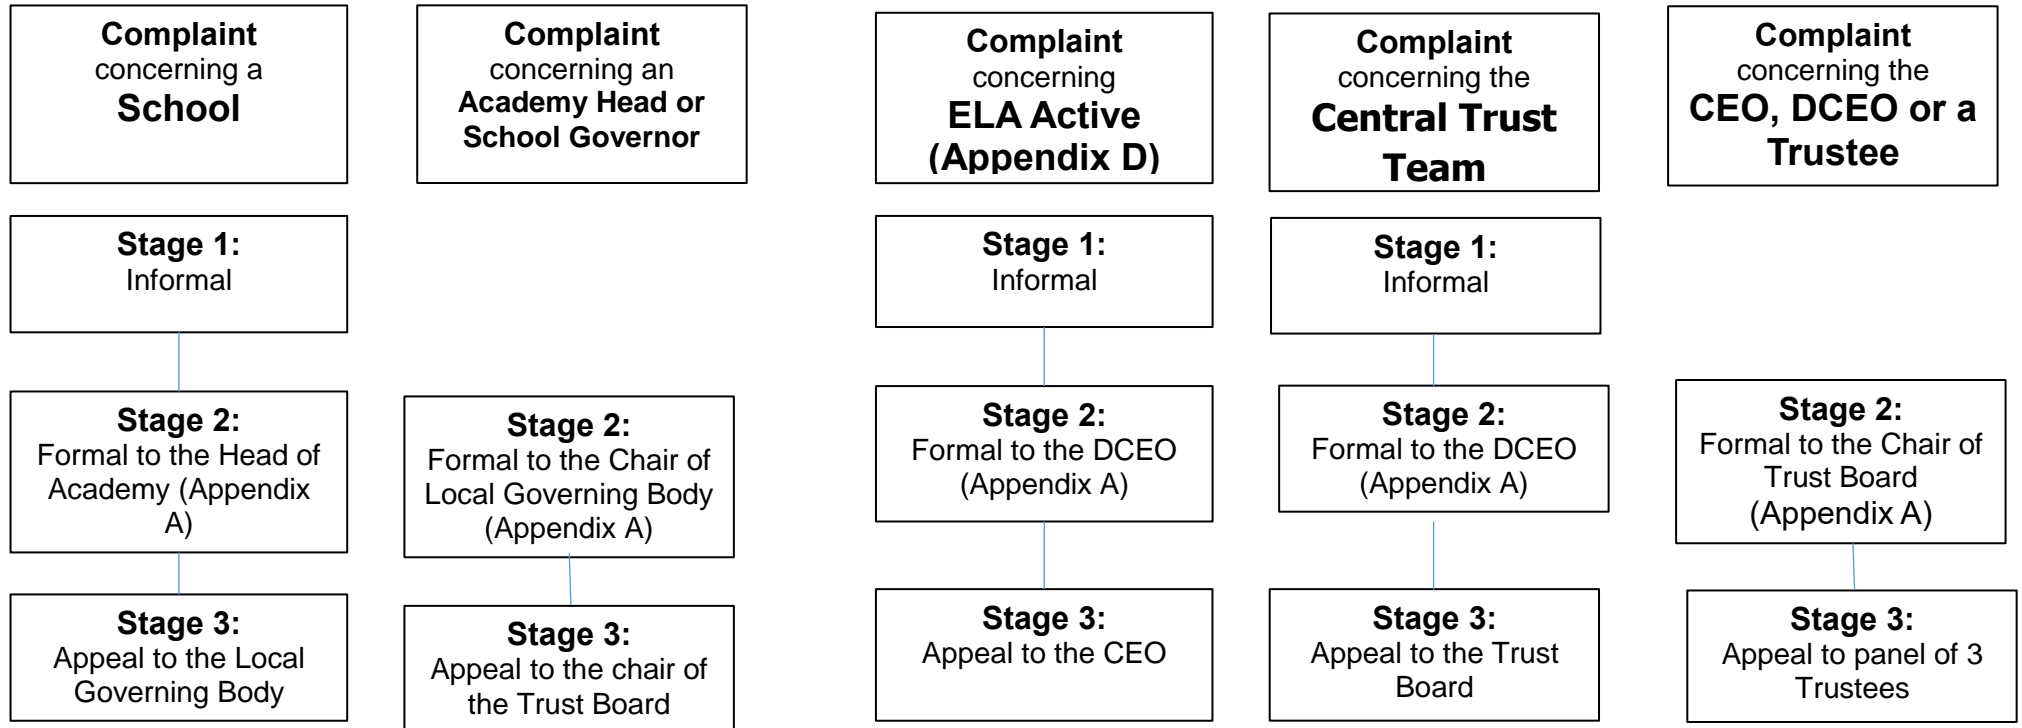 Complaint
concerning a
School
Complaint
concerning an
Academy Head or
School Governor
Complaint
concerning
ELA Active
(Appendix D)
Complaint
concerning the
Central Trust
Team
Complaint
concerning the
CEO, DCEO or a
Trustee
Stage 1:
Informal
Stage 1:
Informal
Stage 1:
Informal
Stage 2:
Formal to the Head of
Academy (Appendix
A)
Stage 2:
Formal to the Chair of
Local Governing Body
(Appendix A)
Stage 2:
Formal to the DCEO
(Appendix A)
Stage 2:
Formal to the DCEO
(Appendix A)
Stage 2:
Formal to the Chair of
Trust Board
(Appendix A)
Stage 3:
Appeal to the Local
Governing Body
Stage 3:
Appeal to the chair of
the Trust Board
Stage 3:
Appeal to the CEO
Stage 3:
Appeal to the Trust
Board
Stage 3:
Appeal to panel of 3
Trustees